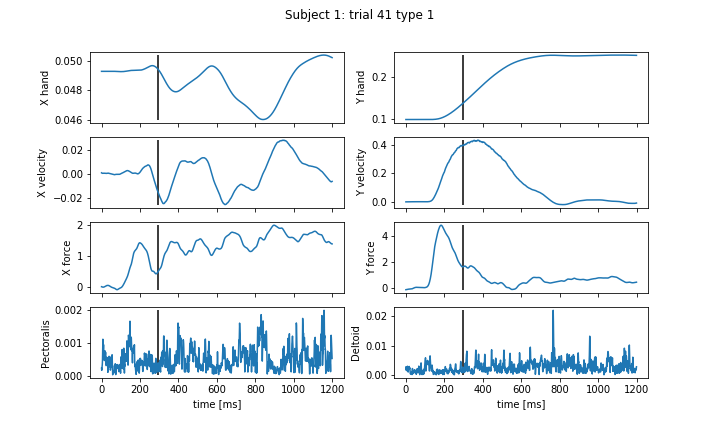 Subject 1: trial 41 type 1
X hand
0.050
0.048
0.046
Y hand
0.2
0.1
X velocity
0.02
0.00
−0.02
Y velocity
0.4
0.2
0.0
X force
2
1
0
Y force
4
2
0
Pectoralis
0.002
0.001
0.000
0 200 400 600 800 1000 1200
time [ms]
Deltoid
0.02
0.01
0.00
0 200 400 600 800 1000 1200
time [ms]